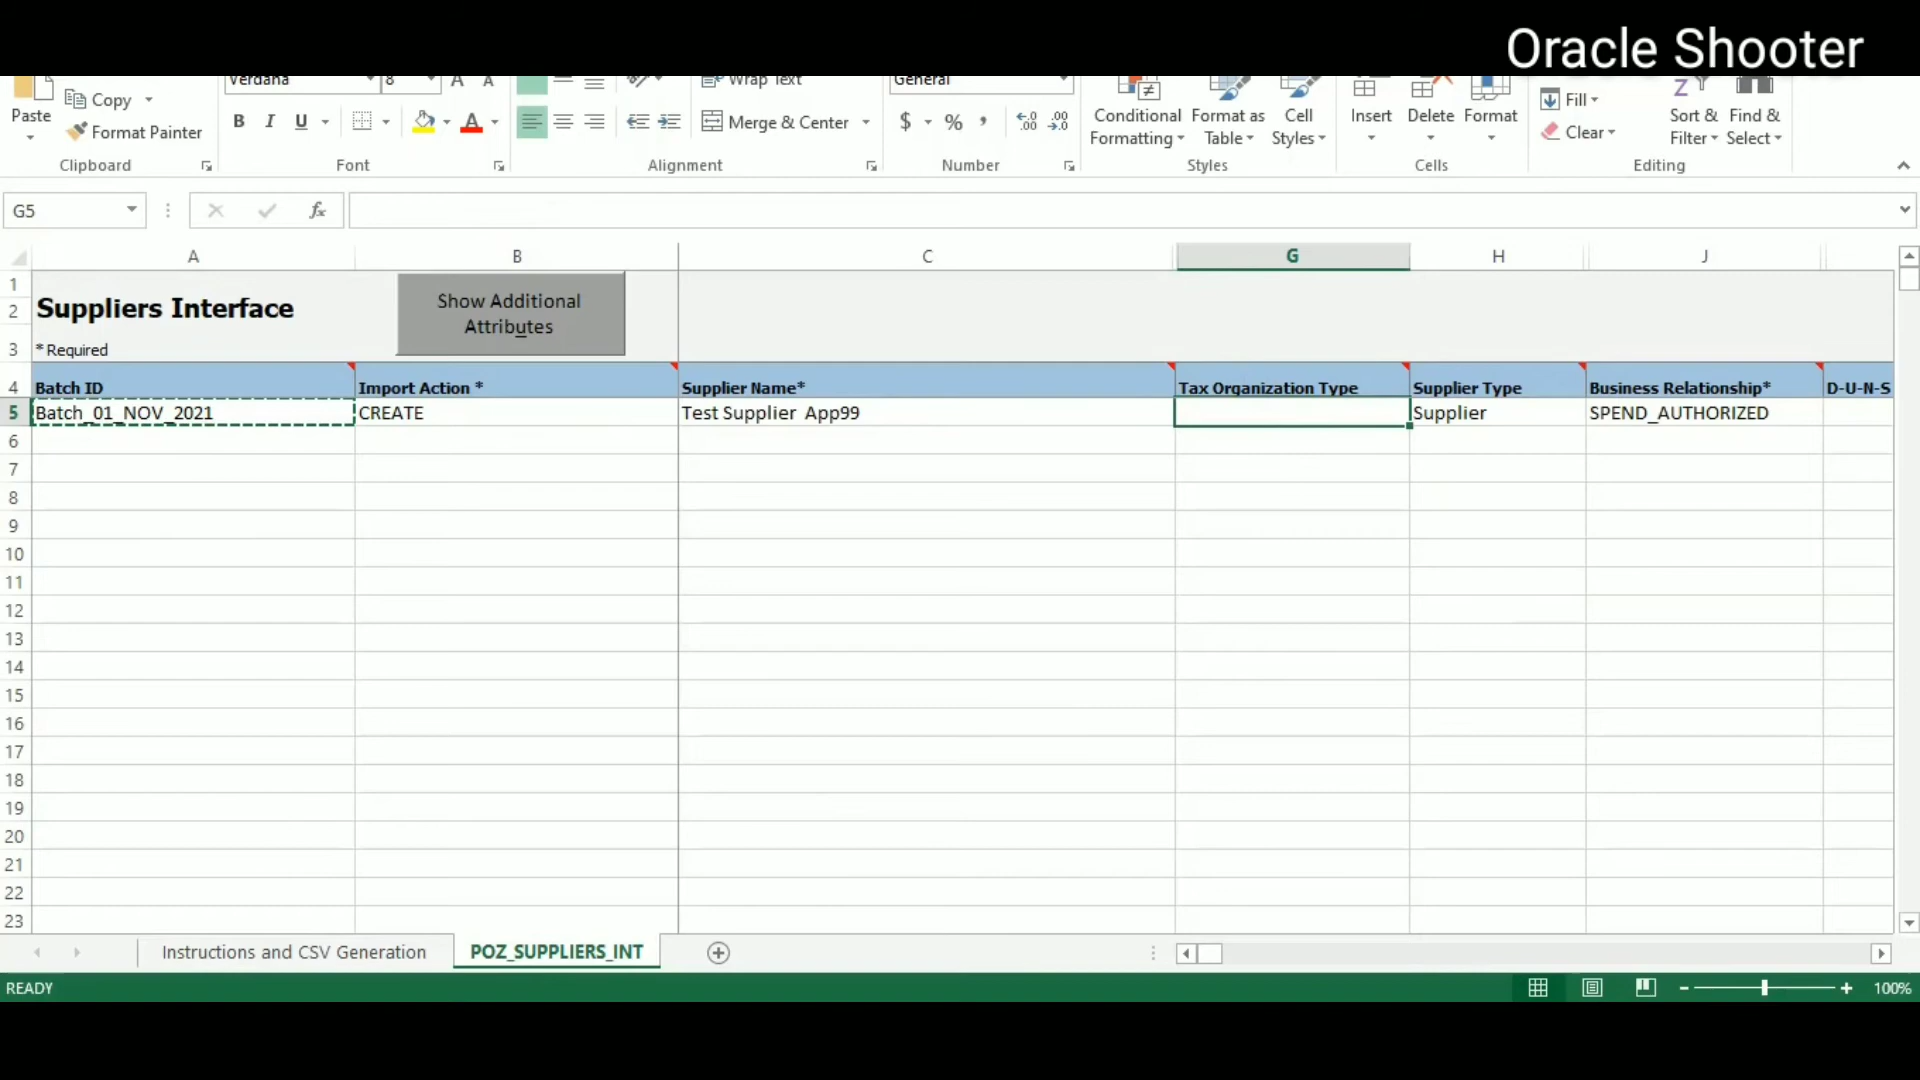 Oracle Shooter
Verdana 8 A A Wrap Text General
Paste Copy Format Painter B I U A Merge & Center $ % , Conditional Formatting Format as Table Cell Styles Insert Delete Format Fill Clear Sort & Filter Find & Select
Clipboard Font Alignment Number Styles Cells Editing
G5 fx
A B C G H J
1
2 Suppliers Interface Show Additional
Attributes
3 * Required
4 Batch ID Import Action * Supplier Name* Tax Organization Type Supplier Type Business Relationship* D-U-N-S
5 Batch_01_NOV_2021 CREATE Test Supplier App99 Supplier SPEND_AUTHORIZED
6
7
8
9
10
11
12
13
14
15
16
17
18
19
20
21
22
23
Instructions and CSV Generation POZ_SUPPLIERS_INT
READY 100%